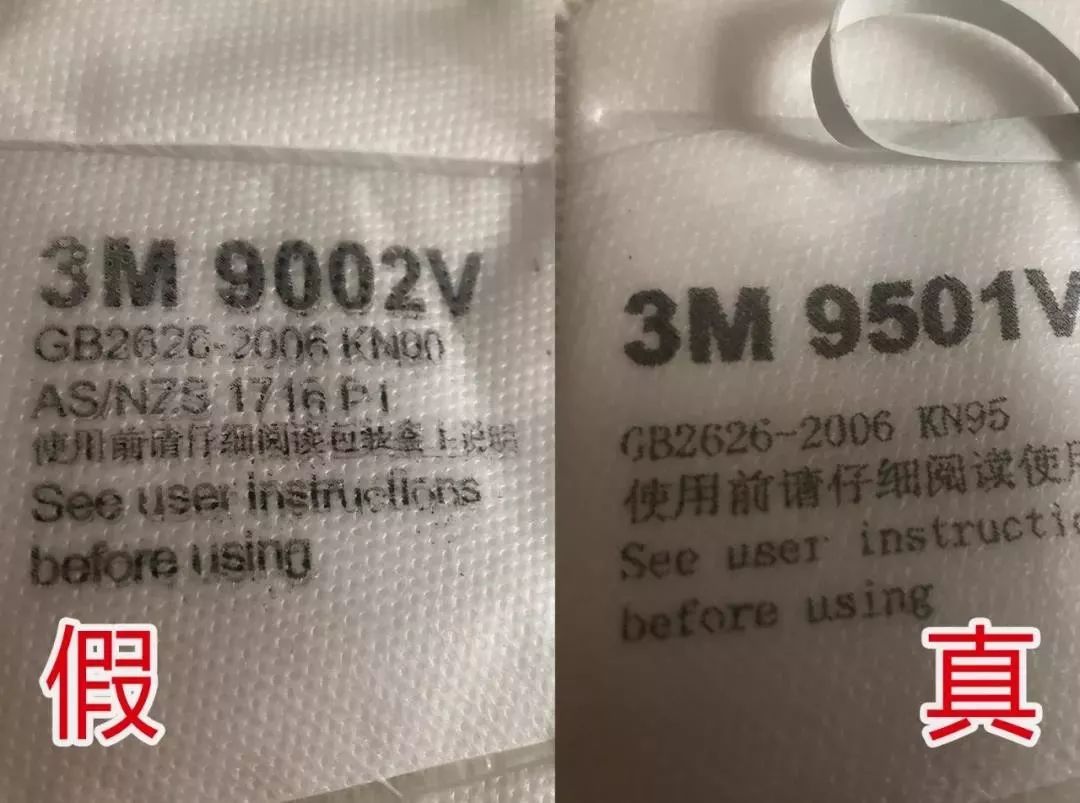 3M 9002V
GB2626-2006 KN90
AS/NZS 1716 P1
使用前请仔细阅读包装盒上说明
See user instructions
before using
假
3M 9501V
GB2626-2006 KN95
使用前请仔细阅读使用
See user instructi
before using
真